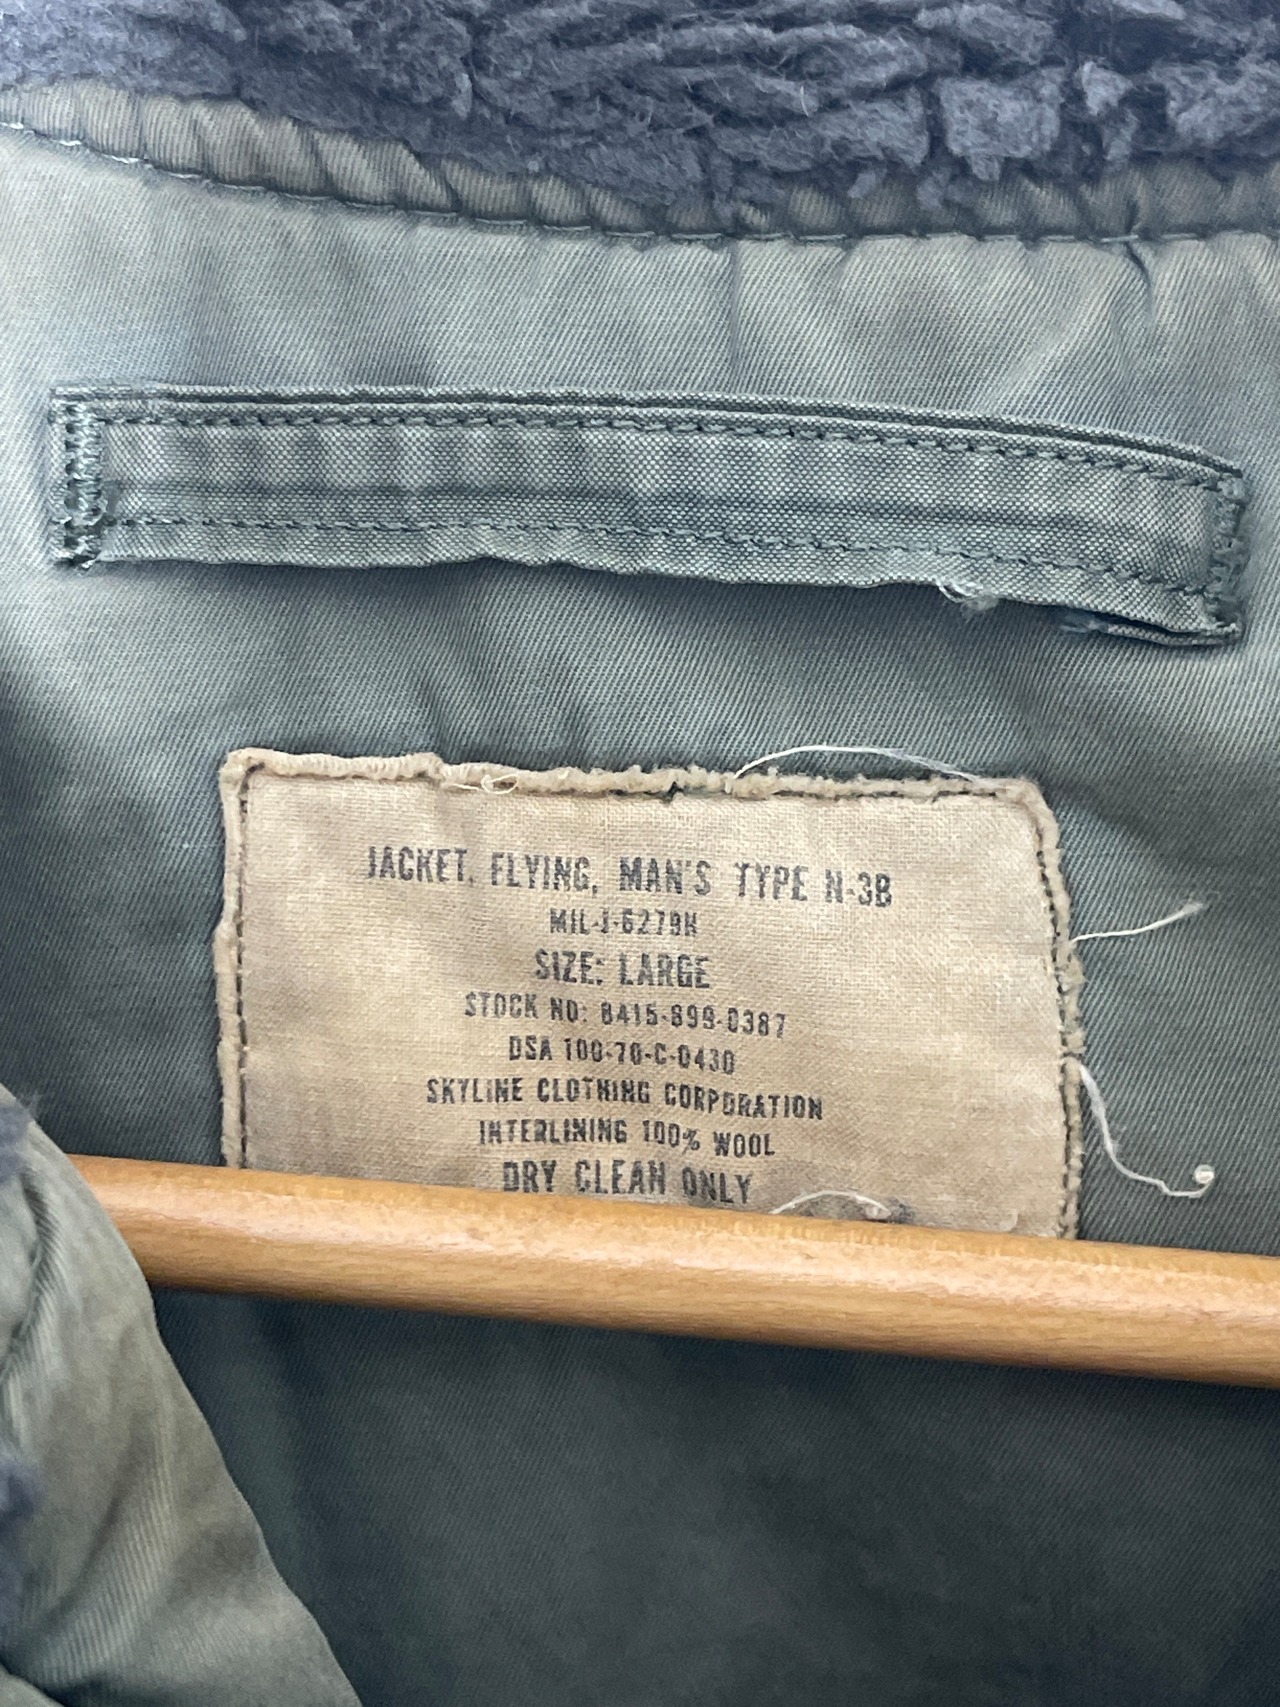 JACKET, FLYING, MAN'S TYPE N-3B
MIL-J-6279H
SIZE: LARGE
STOCK NO: 8415-899-0387
DSA 100-70-C-0430
SKYLINE CLOTHING CORPORATION
INTERLINING 100% WOOL
DRY CLEAN ONLY